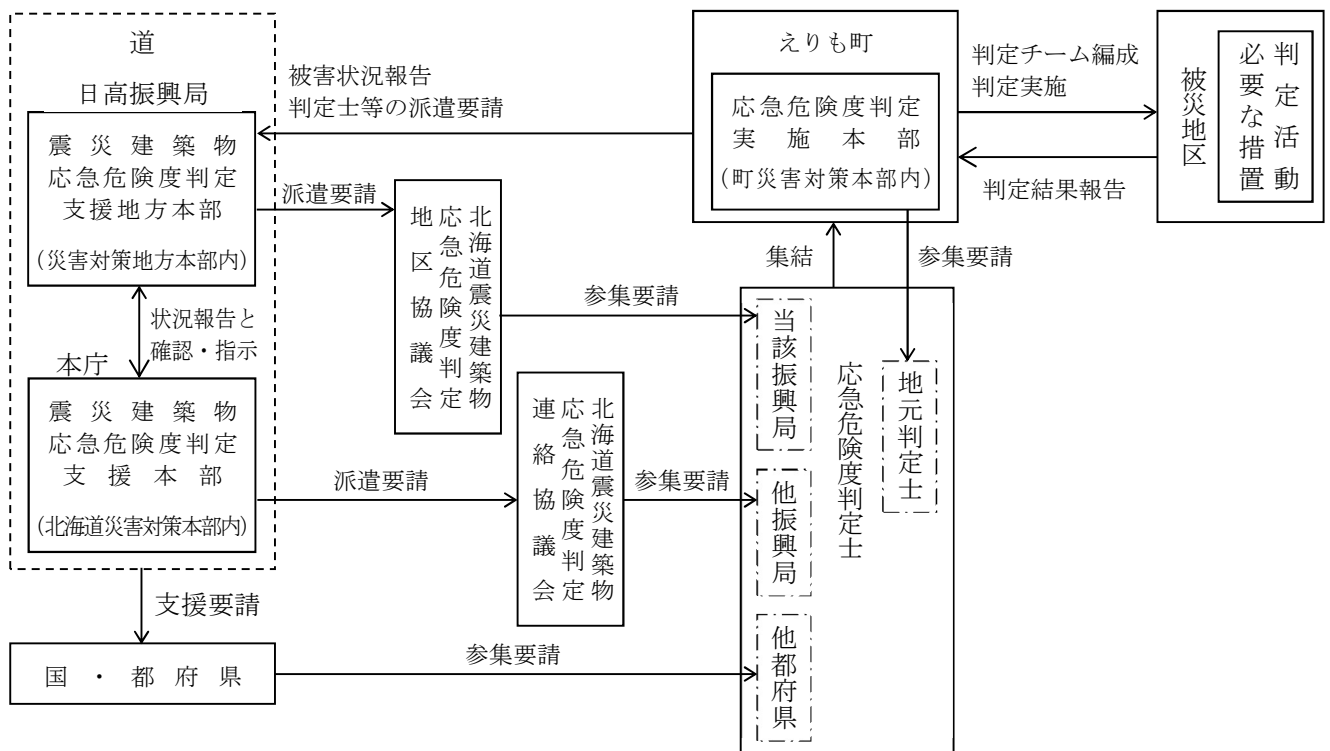 道
日高振興局
震災建築物
応急危険度判定
支援地方本部
(災害対策地方本部内)
状況報告と
確認・指示
本庁
震災建築物
応急危険度判定
支援本部
(北海道災害対策本部内)
支援要請
国・都府県
被害状況報告
判定士等の派遣要請
派遣要請
北海道震災建築物
応急危険度判定
地区協議会
派遣要請
北海道震災建築物
応急危険度判定
連絡協議会
参集要請
参集要請
参集要請
えりも町
応急危険度判定
実施本部
(町災害対策本部内)
集結
参集要請
応急危険度判定士
地元判定士
当該振興局
他振興局
他都府県
判定チーム編成
判定実施
判定結果報告
被災地区
判定活動
必要な措置